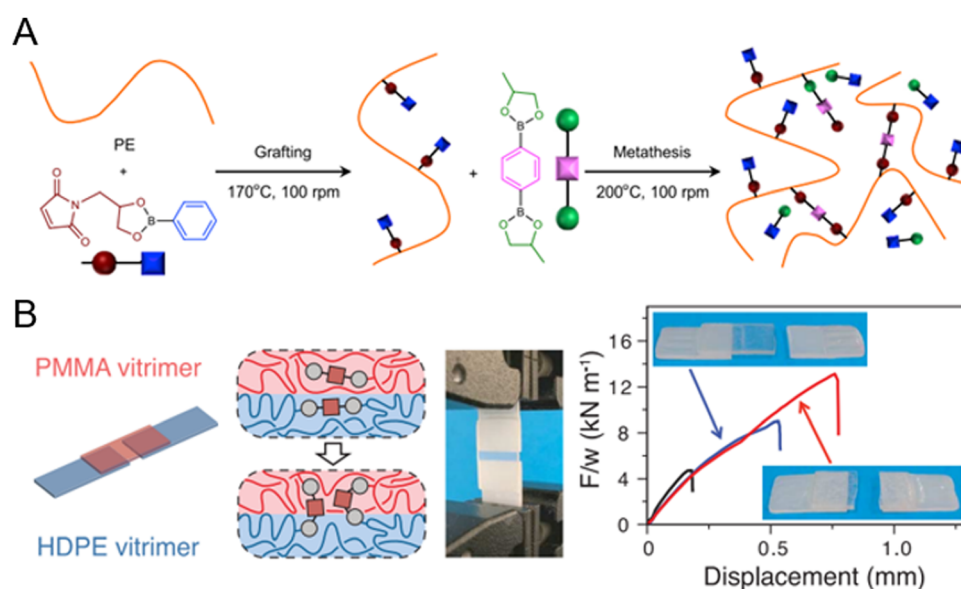 A
PE
+
O
N
O
O
B
O
Grafting
170°C, 100 rpm
+
O
O
B
B
O
O
Metathesis
200°C, 100 rpm
B
PMMA vitrimer
HDPE vitrimer
F/w (kN m⁻¹)
16
12
8
4
0
0
0.5
1.0
Displacement (mm)